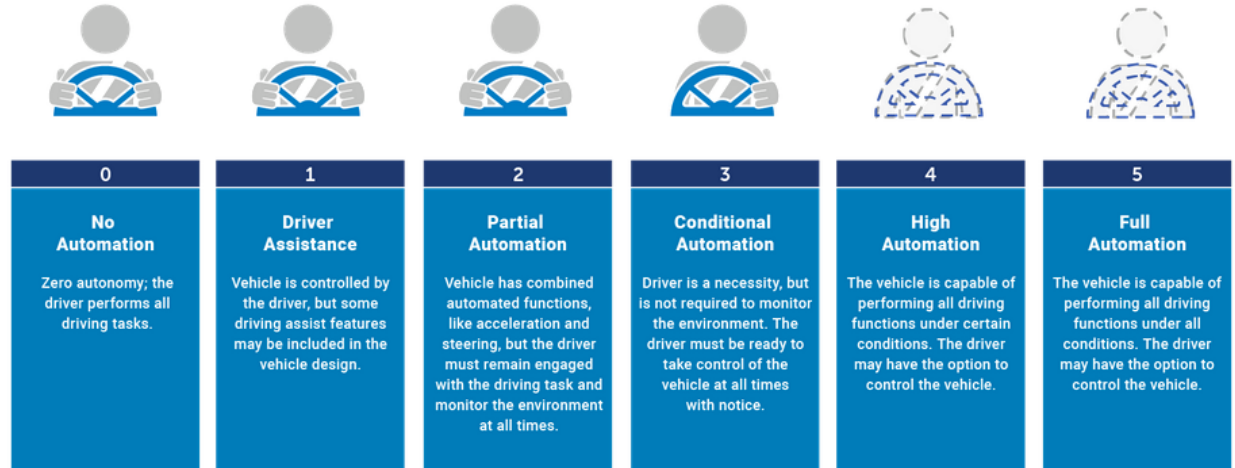 0
No
Automation
Zero autonomy; the
driver performs all
driving tasks.
1
Driver
Assistance
Vehicle is controlled by
the driver, but some
driving assist features
may be included in the
vehicle design.
2
Partial
Automation
Vehicle has combined
automated functions,
like acceleration and
steering, but the driver
must remain engaged
with the driving task and
monitor the environment
at all times.
3
Conditional
Automation
Driver is a necessity, but
is not required to monitor
the environment. The
driver must be ready to
take control of the
vehicle at all times
with notice.
4
High
Automation
The vehicle is capable of
performing all driving
functions under certain
conditions. The driver
may have the option to
control the vehicle.
5
Full
Automation
The vehicle is capable of
performing all driving
functions under all
conditions. The driver
may have the option to
control the vehicle.